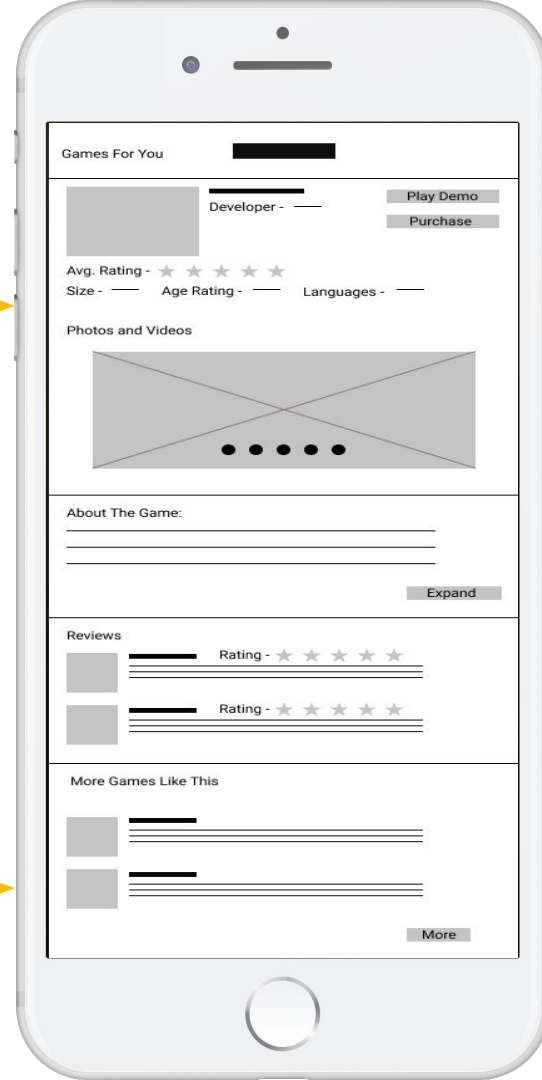 Games For You
Play Demo
Developer -
Purchase
Avg. Rating -
Size - Age Rating - Languages -
Photos and Videos
About The Game:
Expand
Reviews
Rating -
Rating -
More Games Like This
More